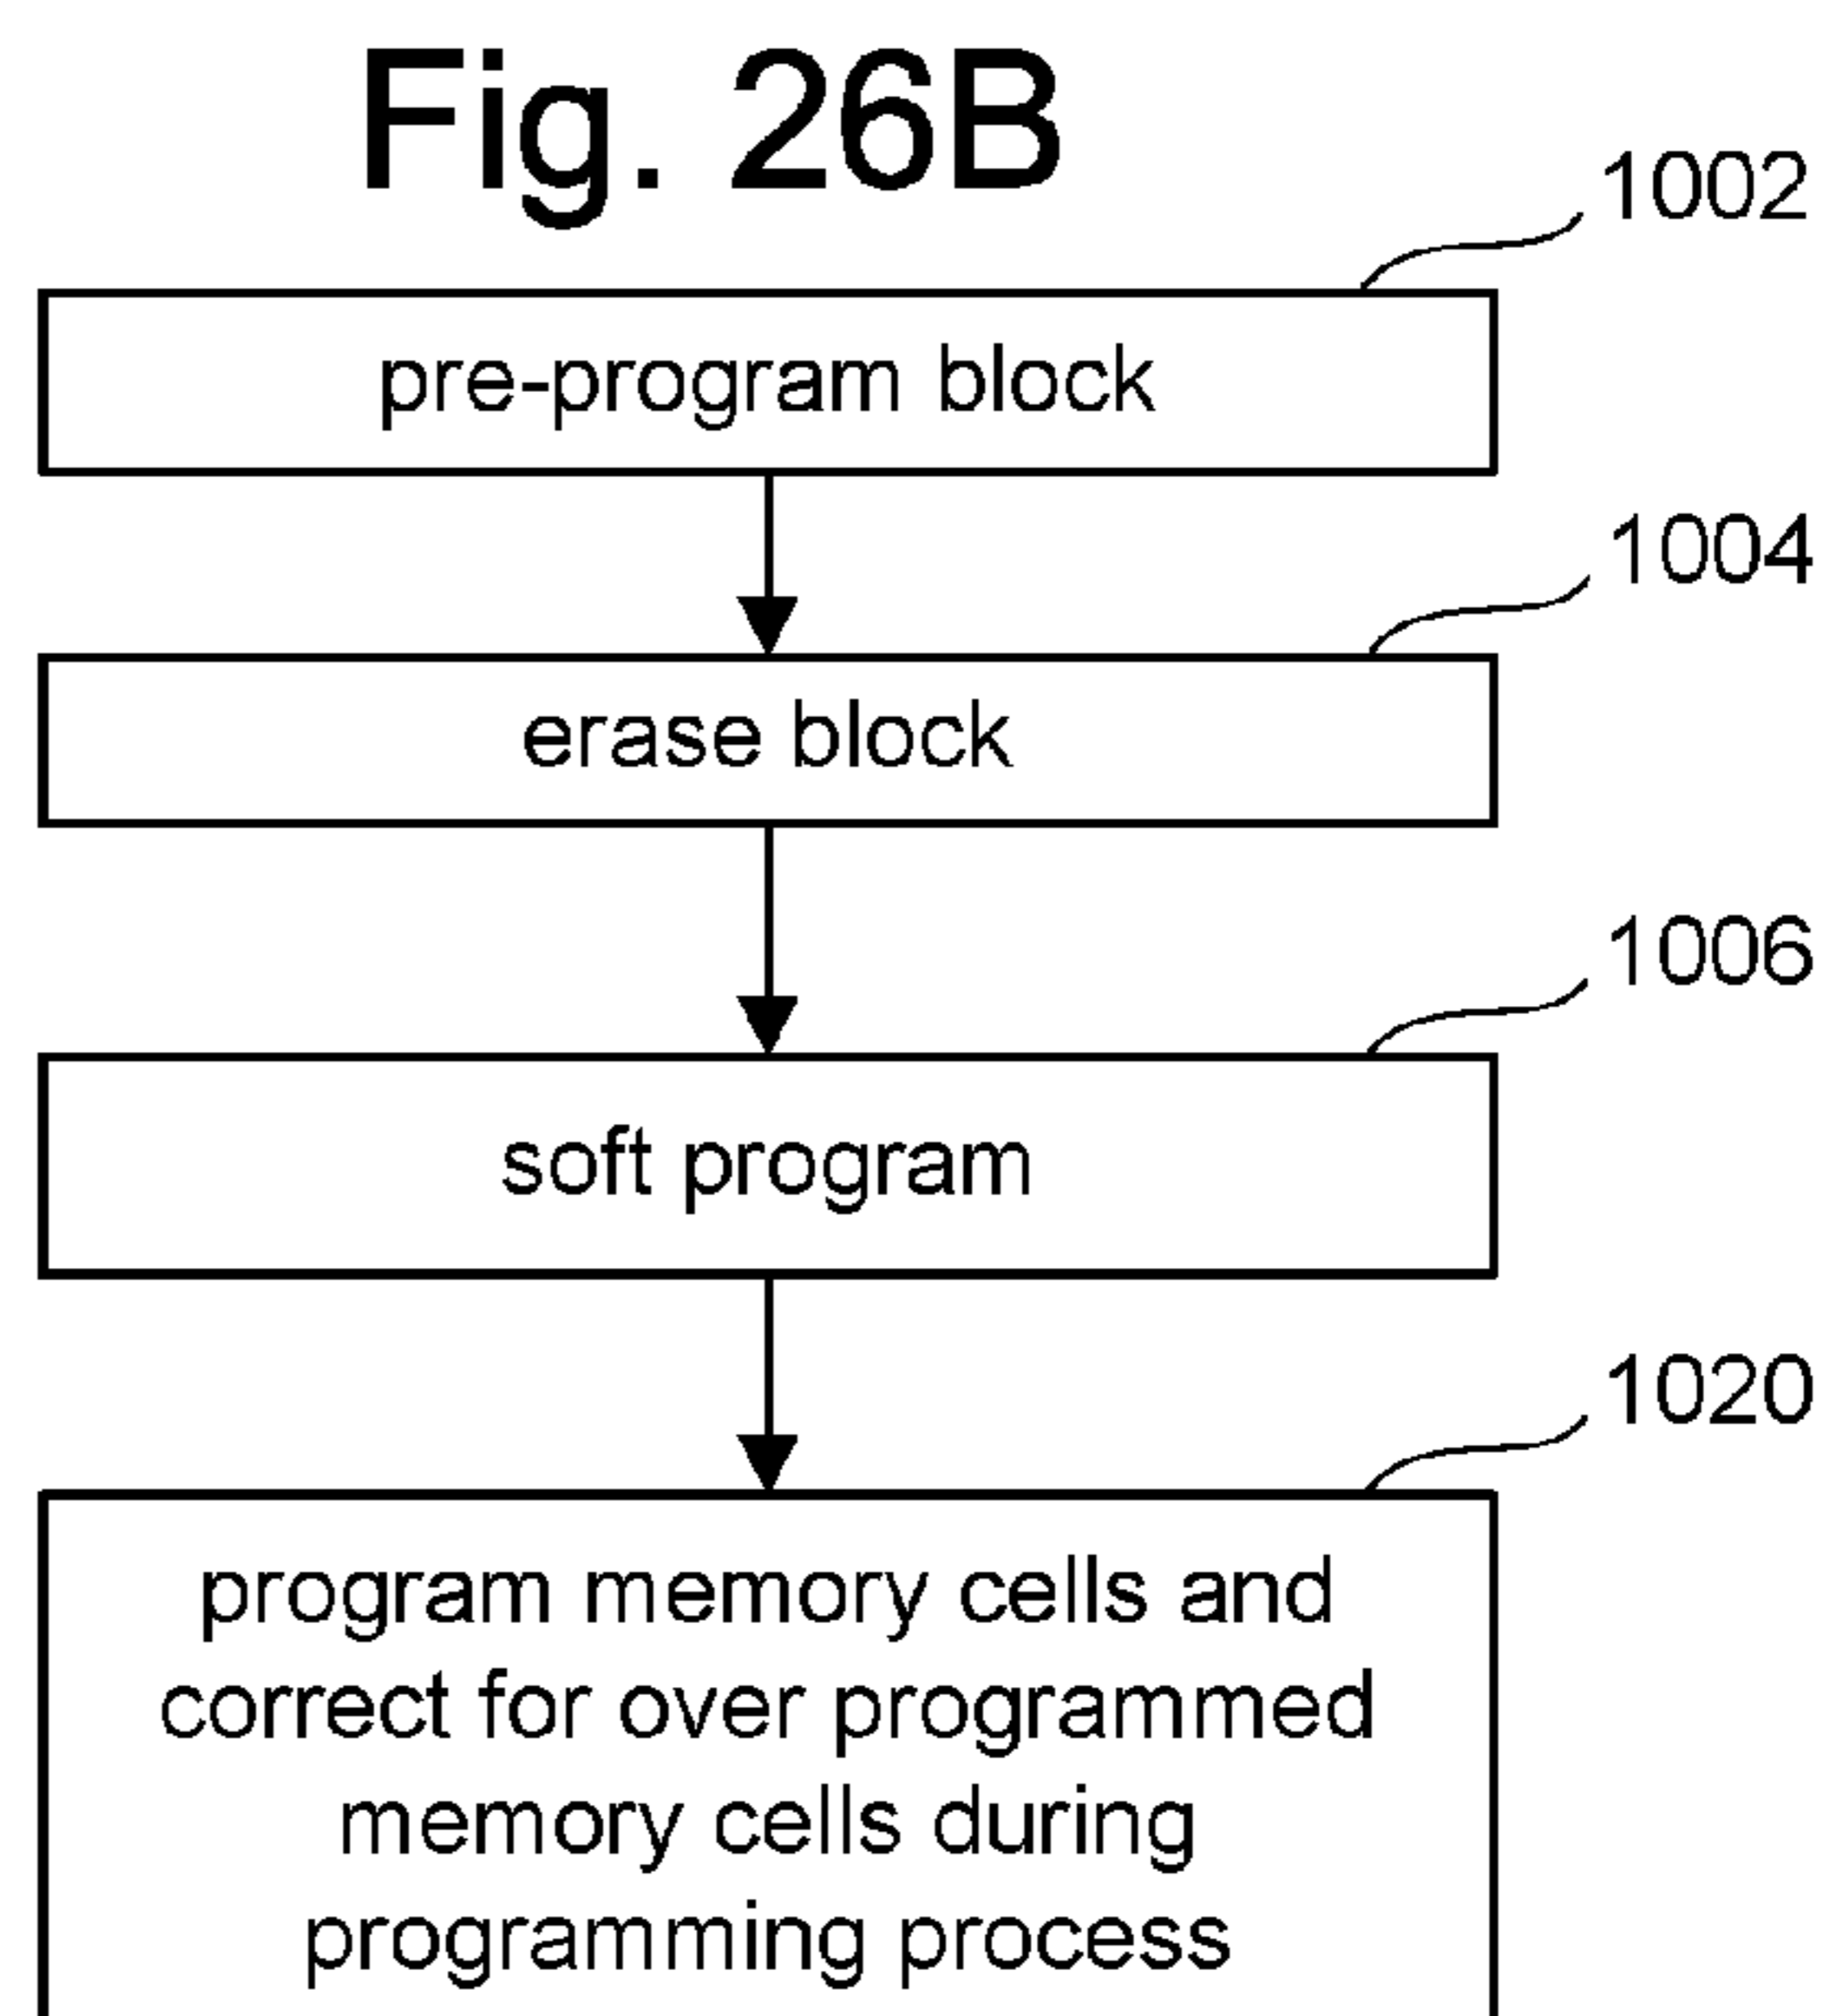 Fig. 26B
1002
pre-program block
1004
erase block
1006
soft program
1020
program memory cells and
correct for over programmed
memory cells during
programming process